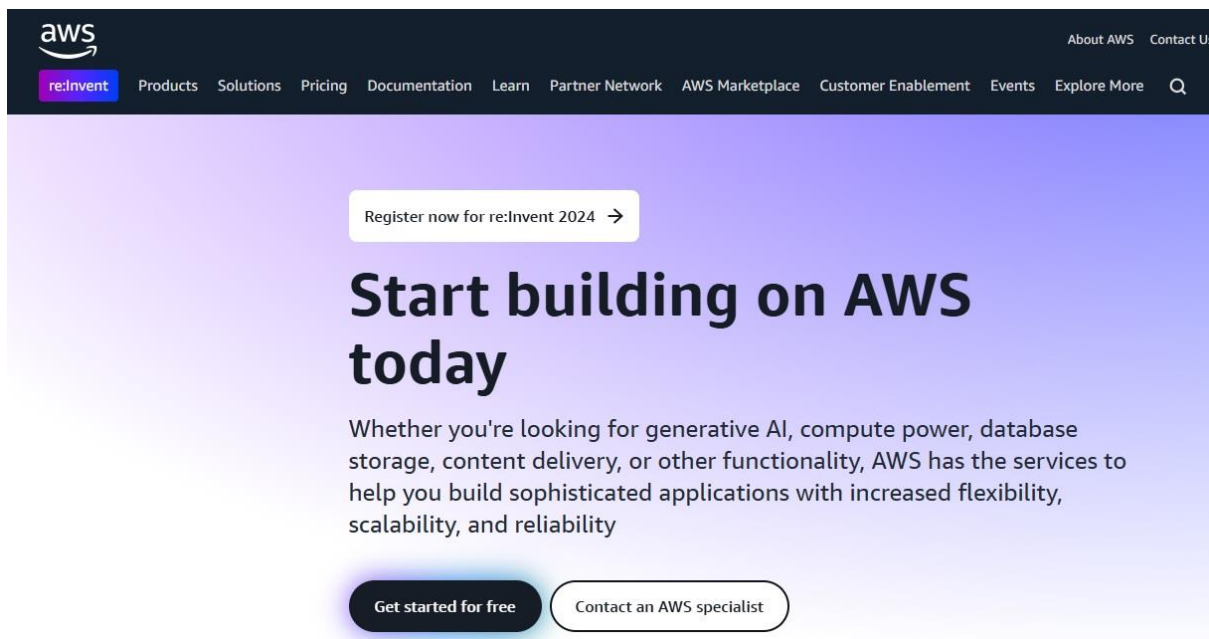 aws
About AWS Contact U
re:Invent Products Solutions Pricing Documentation Learn Partner Network AWS Marketplace Customer Enablement Events Explore More
Register now for re:Invent 2024 →
Start building on AWS
today
Whether you're looking for generative AI, compute power, database
storage, content delivery, or other functionality, AWS has the services to
help you build sophisticated applications with increased flexibility,
scalability, and reliability
Get started for free Contact an AWS specialist